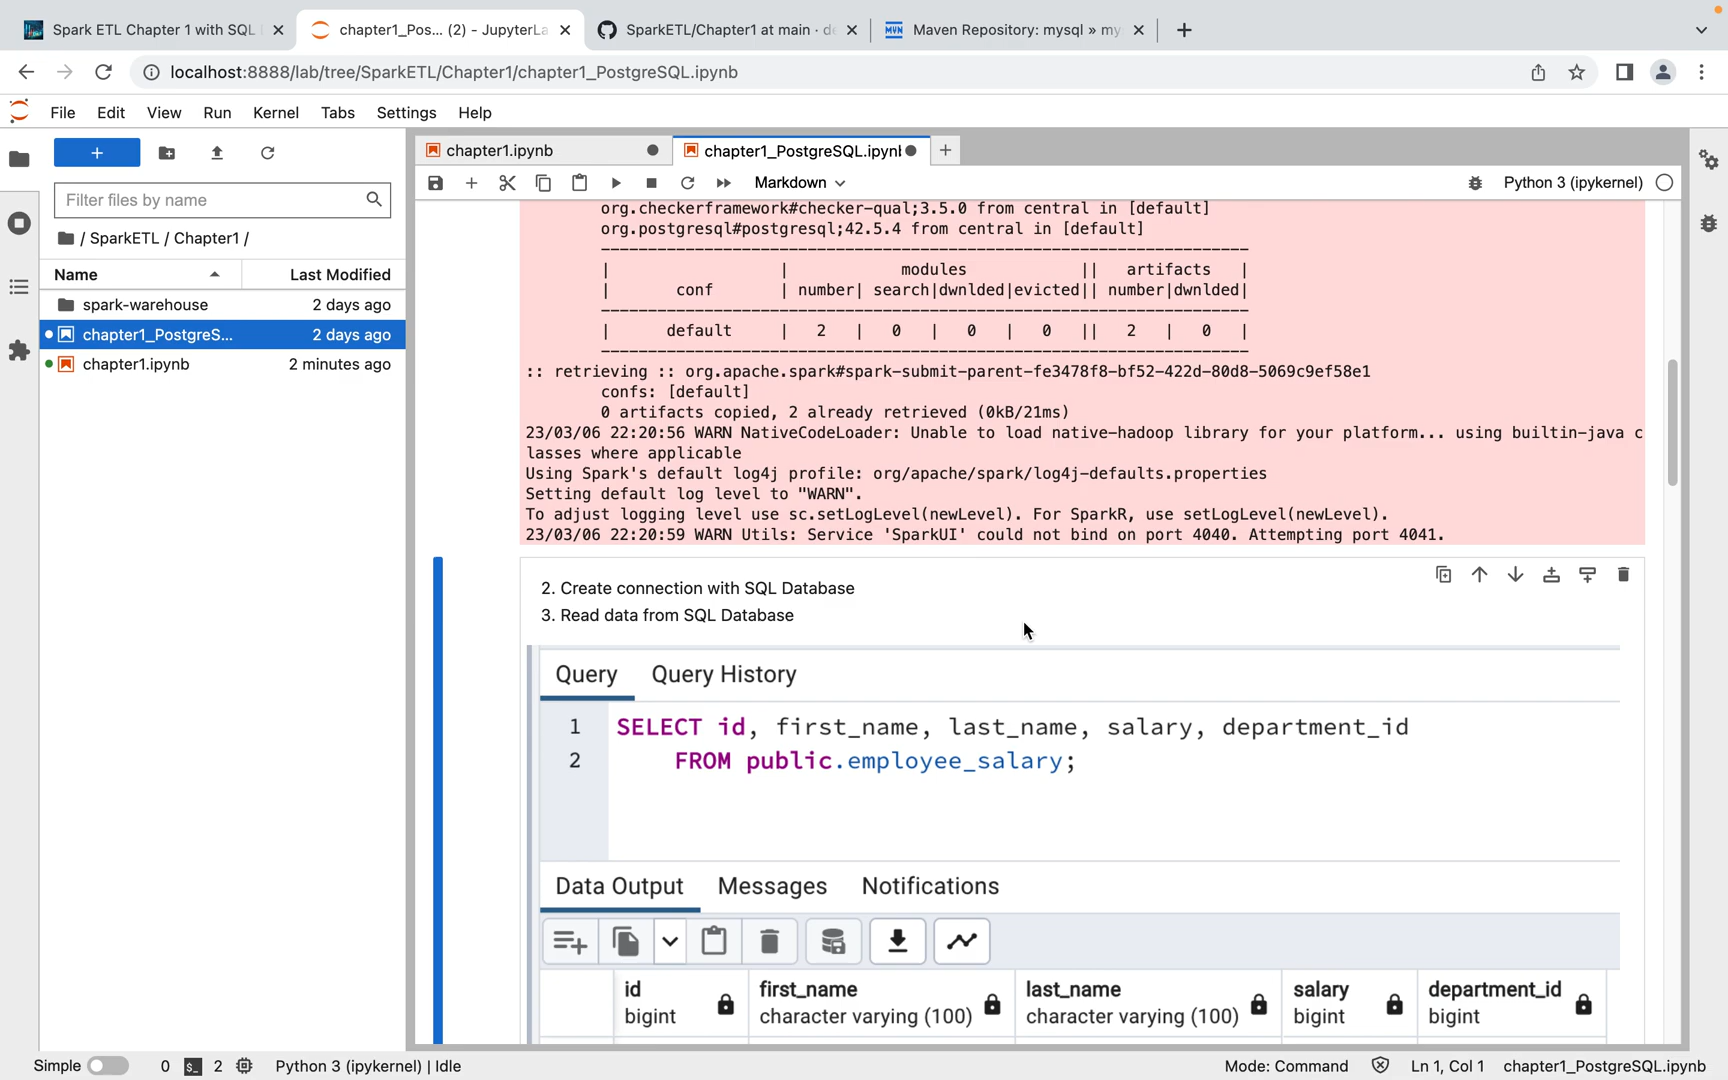 Spark ETL Chapter 1 with SQL
chapter1_Pos... (2) - JupyterLa
SparkETL/Chapter1 at main · de
Maven Repository: mysql » my
localhost:8888/lab/tree/SparkETL/Chapter1/chapter1_PostgreSQL.ipynb
File Edit View Run Kernel Tabs Settings Help
Filter files by name
/ SparkETL / Chapter1 /
Name Last Modified
spark-warehouse 2 days ago
chapter1_PostgreS... 2 days ago
chapter1.ipynb 2 minutes ago
chapter1.ipynb
chapter1_PostgreSQL.ipynb
Markdown
Python 3 (ipykernel)
org.checkerframework#checker-qual;3.5.0 from central in [default]
org.postgresql#postgresql;42.5.4 from central in [default]
---------------------------------------------------------------------
| | modules || artifacts |
| conf | number| search|dwnlded|evicted|| number|dwnlded|
---------------------------------------------------------------------
| default | 2 | 0 | 0 | 0 || 2 | 0 |
---------------------------------------------------------------------
:: retrieving :: org.apache.spark#spark-submit-parent-fe3478f8-bf52-422d-80d8-5069c9ef58e1
confs: [default]
0 artifacts copied, 2 already retrieved (0kB/21ms)
23/03/06 22:20:56 WARN NativeCodeLoader: Unable to load native-hadoop library for your platform... using builtin-java c
lasses where applicable
Using Spark's default log4j profile: org/apache/spark/log4j-defaults.properties
Setting default log level to "WARN".
To adjust logging level use sc.setLogLevel(newLevel). For SparkR, use setLogLevel(newLevel).
23/03/06 22:20:59 WARN Utils: Service 'SparkUI' could not bind on port 4040. Attempting port 4041.
2. Create connection with SQL Database
3. Read data from SQL Database
Query Query History
1 SELECT id, first_name, last_name, salary, department_id
2 FROM public.employee_salary;
Data Output Messages Notifications
id first_name last_name salary department_id
bigint character varying (100) character varying (100) bigint bigint
Simple 0 2 Python 3 (ipykernel) | Idle
Mode: Command Ln 1, Col 1 chapter1_PostgreSQL.ipynb